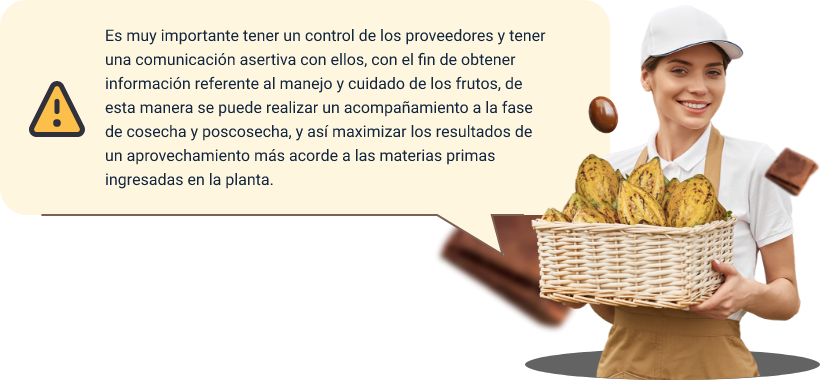 Es muy importante tener un control de los proveedores y tener
una comunicación asertiva con ellos, con el fin de obtener
información referente al manejo y cuidado de los frutos, de
esta manera se puede realizar un acompañamiento a la fase
de cosecha y poscosecha, y así maximizar los resultados de
un aprovechamiento más acorde a las materias primas
ingresadas en la planta.